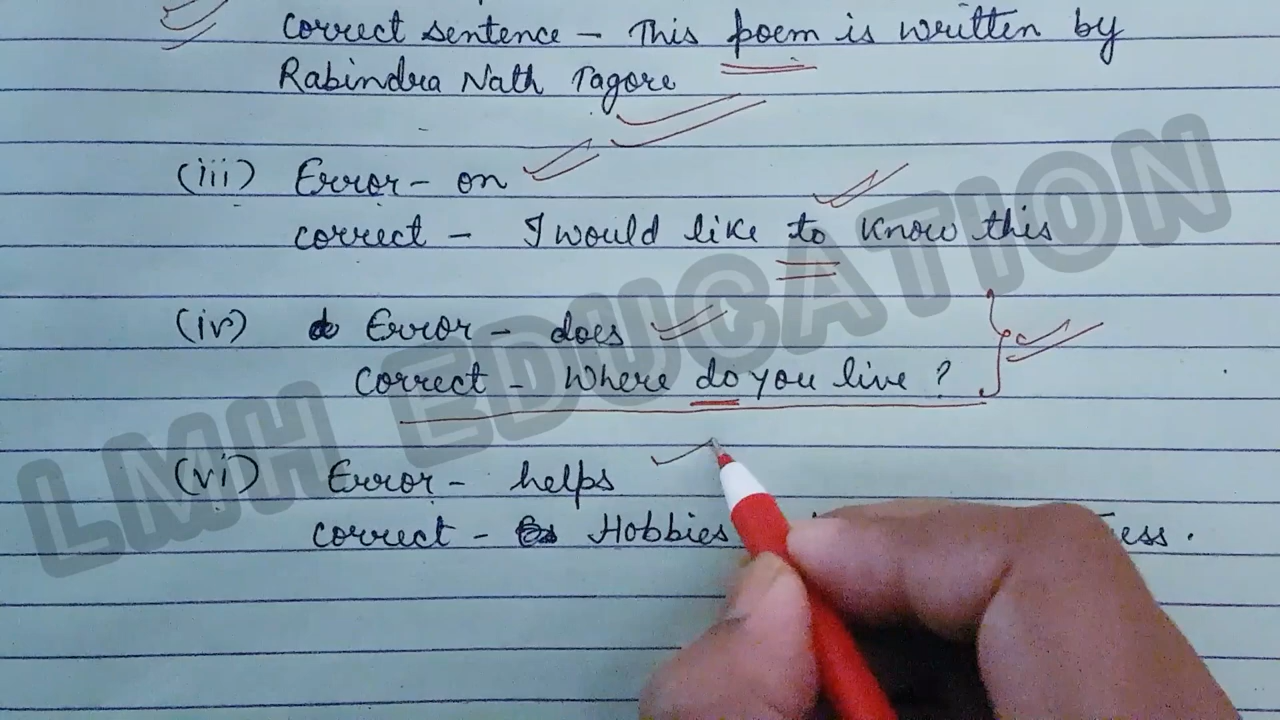 correct sentence - This poem is written by
Rabindra Nath Tagore
(iii) Error - on
correct - I would like to know this
(iv) Error - does
correct - Where do you live ?
(vi) Error - helps
correct - Hobbies ess.
LMH EDUCATION